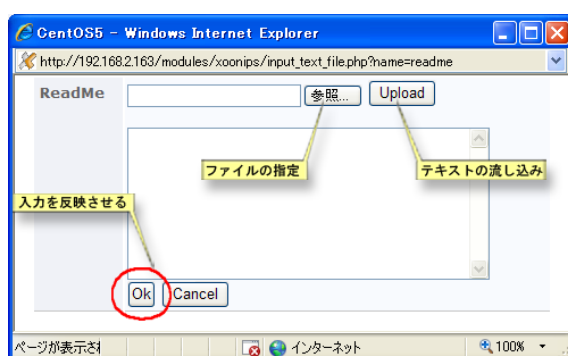 CentOS5 - Windows Internet Explorer
http://192.168.2.163/modules/xoonips/input_text_file.php?name=readme
ReadMe 参照... Upload
ファイルの指定 テキストの流し込み
入力を反映させる
Ok Cancel
ページが表示され インターネット 100%